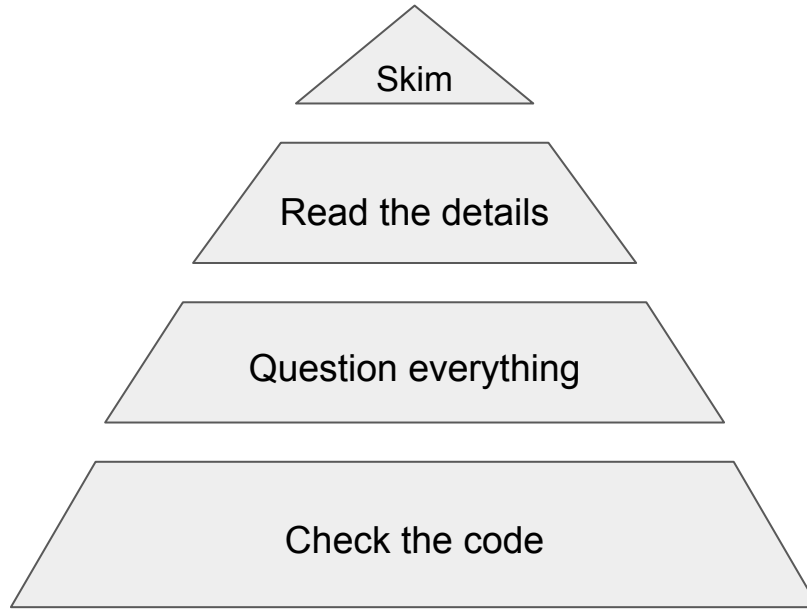 Skim
Read the details
Question everything
Check the code